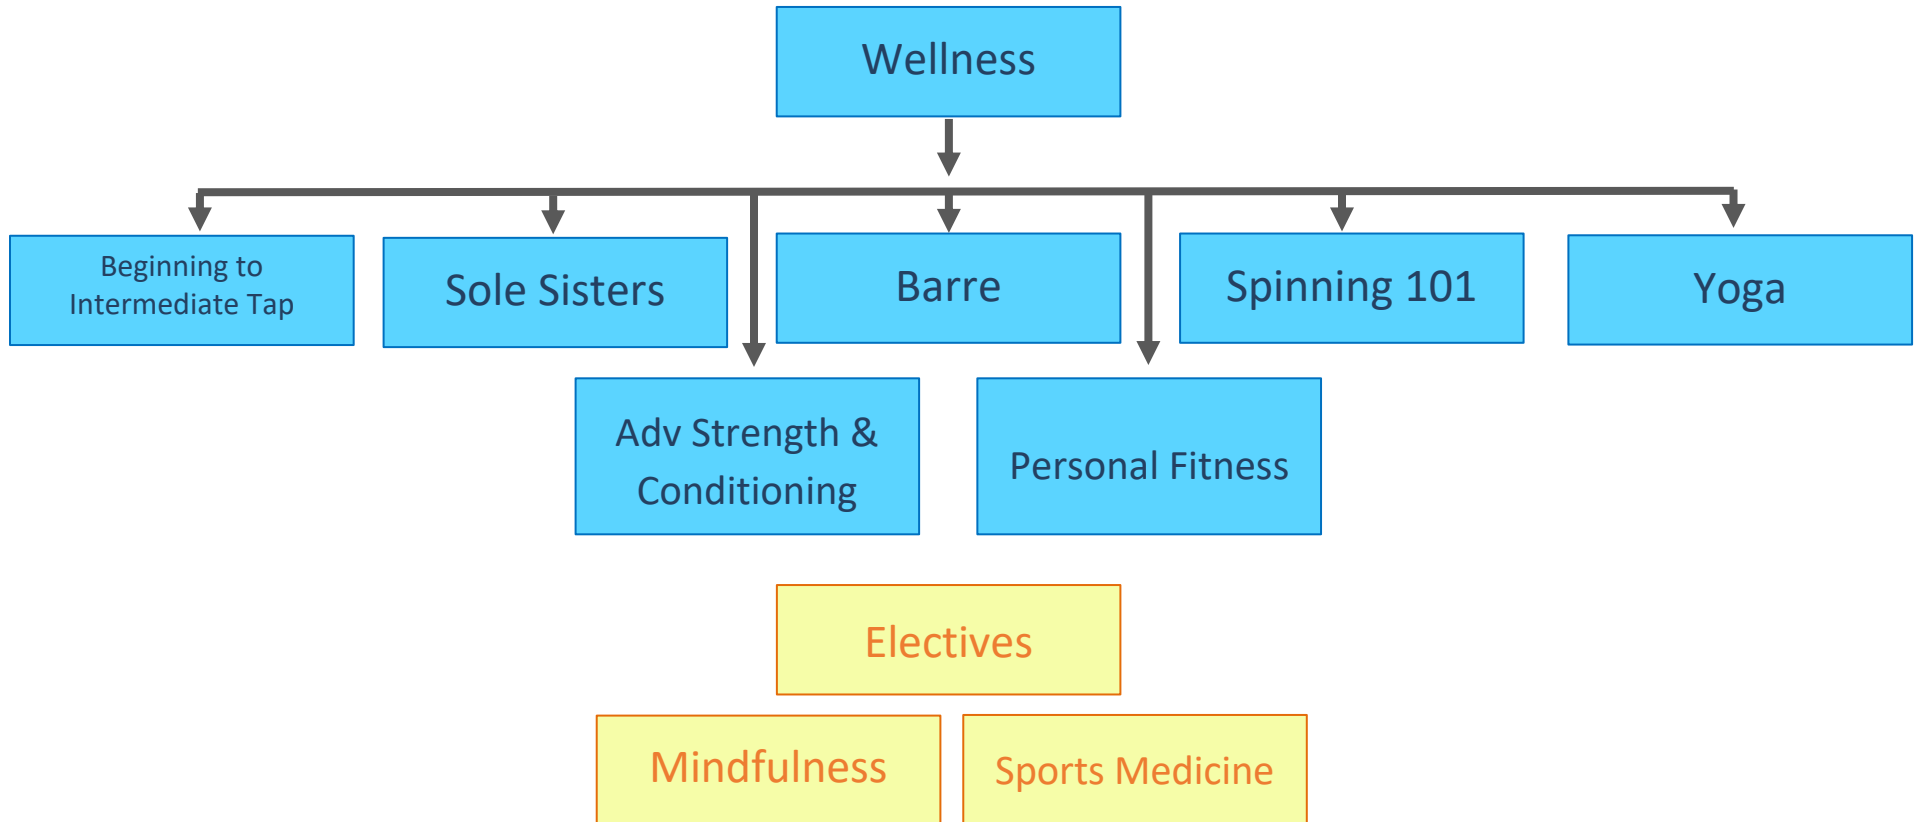 Wellness
Beginning to
Intermediate Tap
Sole Sisters
Barre
Spinning 101
Yoga
Adv Strength &
Conditioning
Personal Fitness
Electives
Mindfulness
Sports Medicine